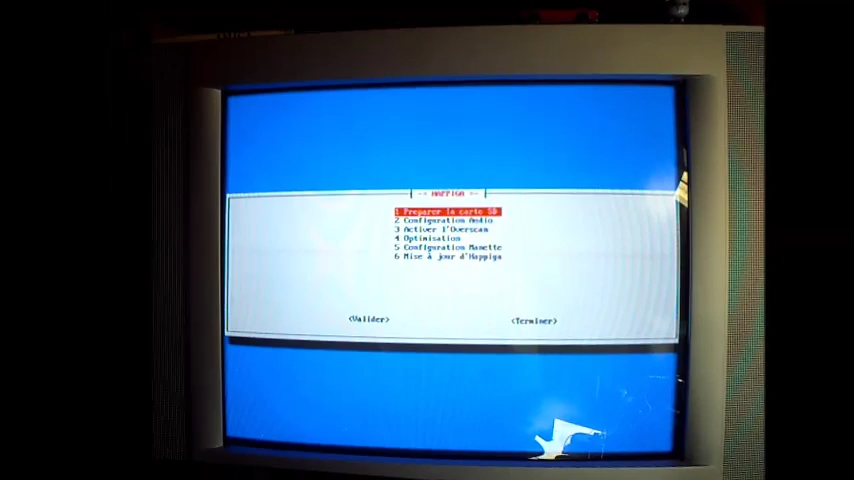 -= HAPPIGA =-
1 Preparer la carte SD
2 Configuration Audio
3 Activer l'Overscan
4 Optimisation
5 Configuration Manette
6 Mise à jour d'Happiga
<Valider> <Terminer>